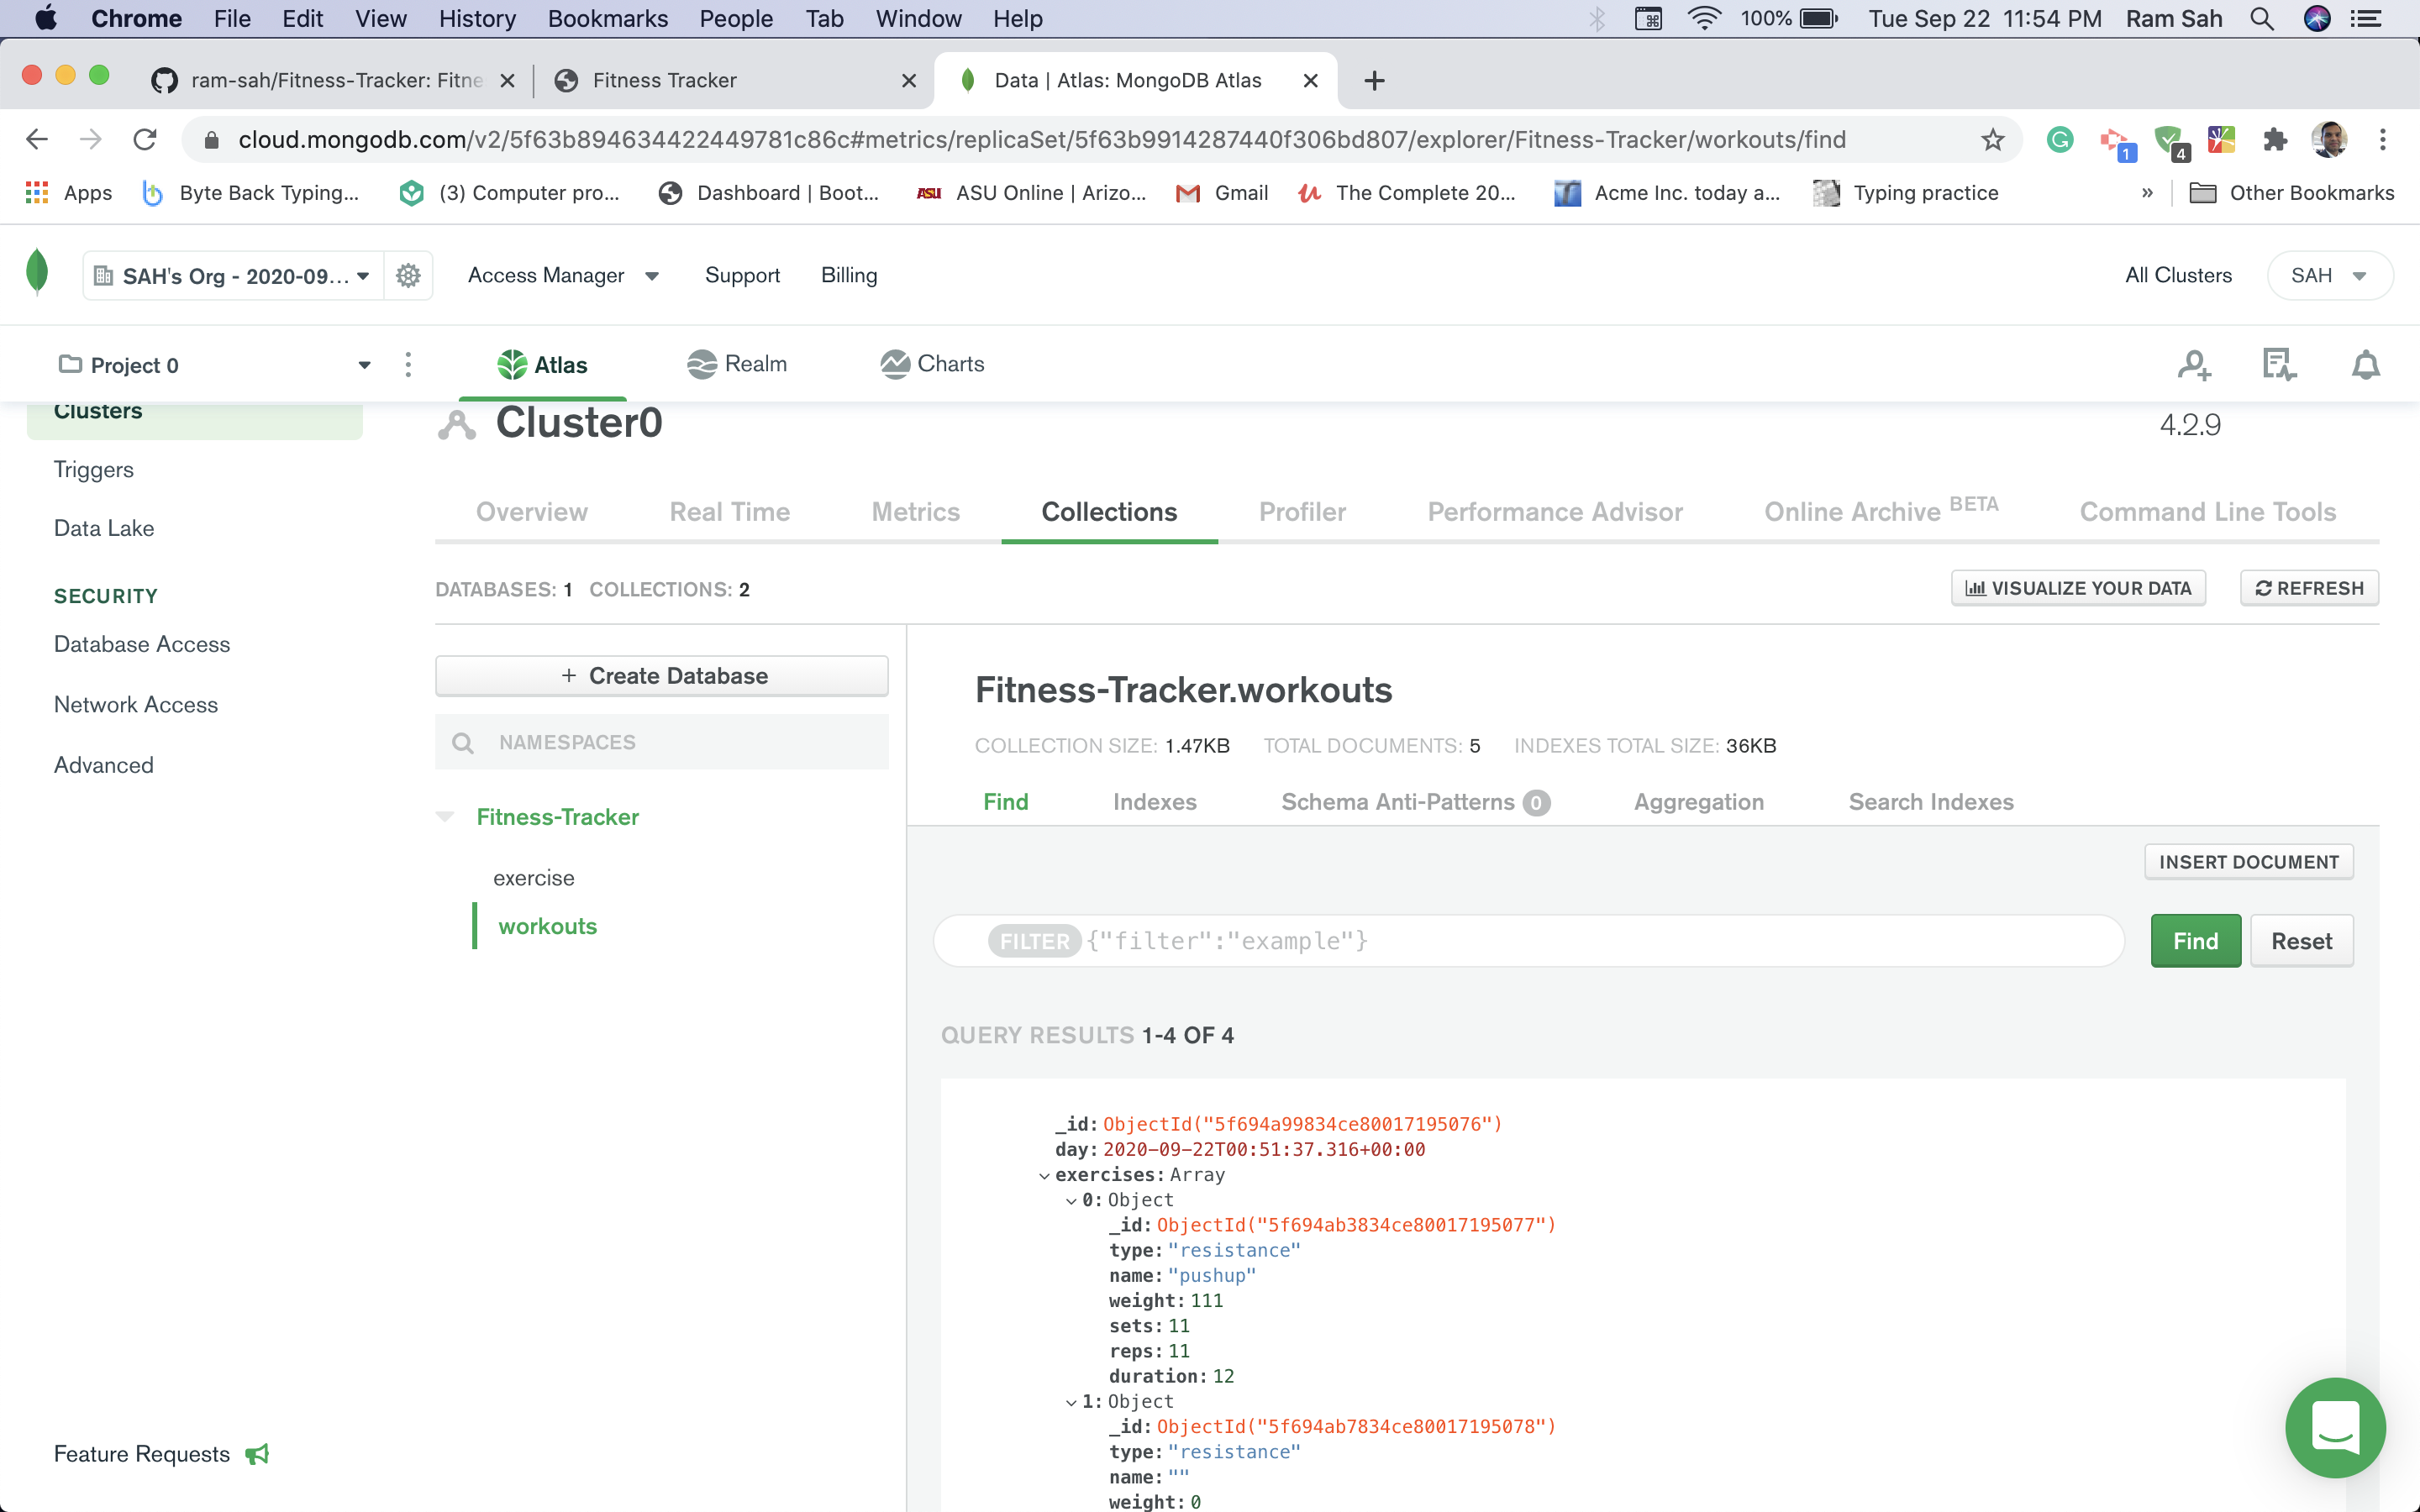 Chrome File Edit View History Bookmarks People Tab Window Help 100% Tue Sep 22 11:54 PM Ram Sah
ram-sah/Fitness-Tracker: Fitne Fitness Tracker Data | Atlas: MongoDB Atlas
cloud.mongodb.com/v2/5f63b894634422449781c86c#metrics/replicaSet/5f63b9914287440f306bd807/explorer/Fitness-Tracker/workouts/find 1 4
Apps Byte Back Typing... (3) Computer pro... Dashboard | Boot... ASU ASU Online | Arizo... Gmail The Complete 20... Acme Inc. today a... Typing practice » Other Bookmarks
SAH's Org - 2020-09... Access Manager Support Billing All Clusters SAH
Project 0 Atlas Realm Charts
Clusters
Triggers
Data Lake
SECURITY
Database Access
Network Access
Advanced
Feature Requests
Cluster0 4.2.9
Overview Real Time Metrics Collections Profiler Performance Advisor Online Archive BETA Command Line Tools
DATABASES: 1 COLLECTIONS: 2 VISUALIZE YOUR DATA REFRESH
+ Create Database
NAMESPACES
Fitness-Tracker
exercise
workouts
Fitness-Tracker.workouts
COLLECTION SIZE: 1.47KB TOTAL DOCUMENTS: 5 INDEXES TOTAL SIZE: 36KB
Find Indexes Schema Anti-Patterns 0 Aggregation Search Indexes
INSERT DOCUMENT
FILTER {"filter":"example"} Find Reset
QUERY RESULTS 1-4 OF 4
_id: ObjectId("5f694a99834ce80017195076")
day: 2020-09-22T00:51:37.316+00:00
exercises: Array
0: Object
_id: ObjectId("5f694ab3834ce80017195077")
type: "resistance"
name: "pushup"
weight: 111
sets: 11
reps: 11
duration: 12
1: Object
_id: ObjectId("5f694ab7834ce80017195078")
type: "resistance"
name: ""
weight: 0